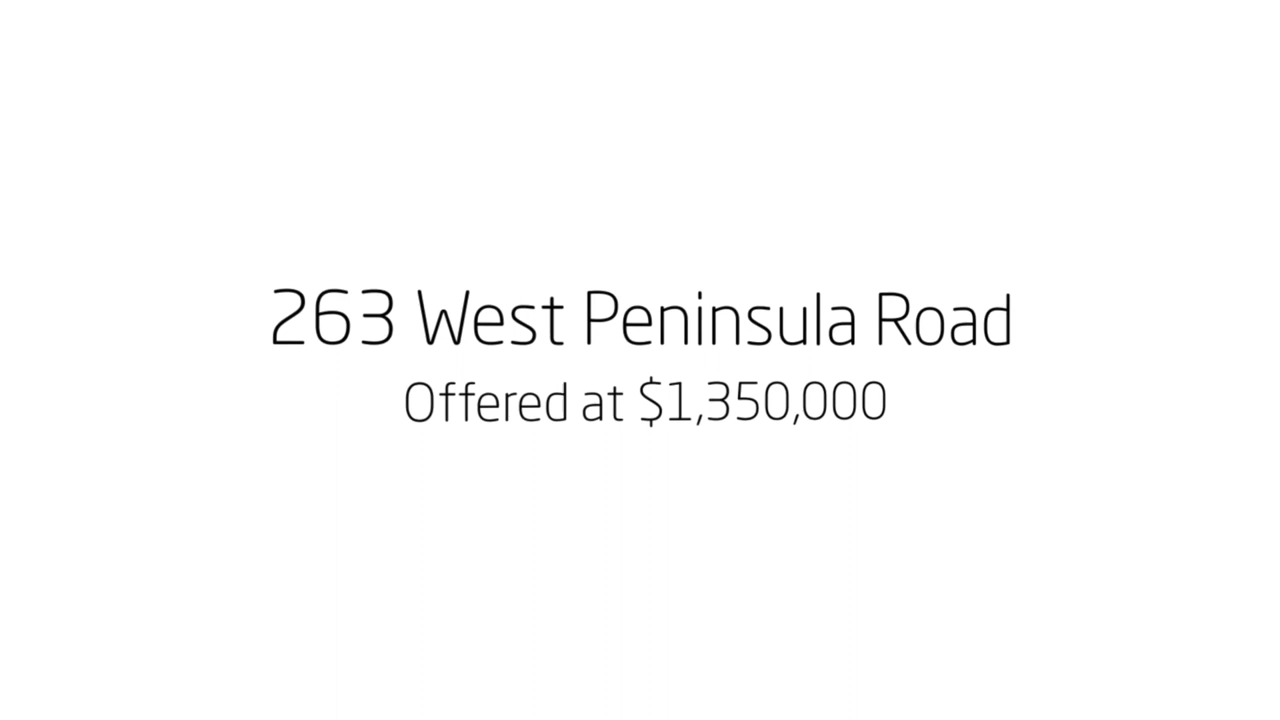 263 West Peninsula Road
Offered at $1,350,000